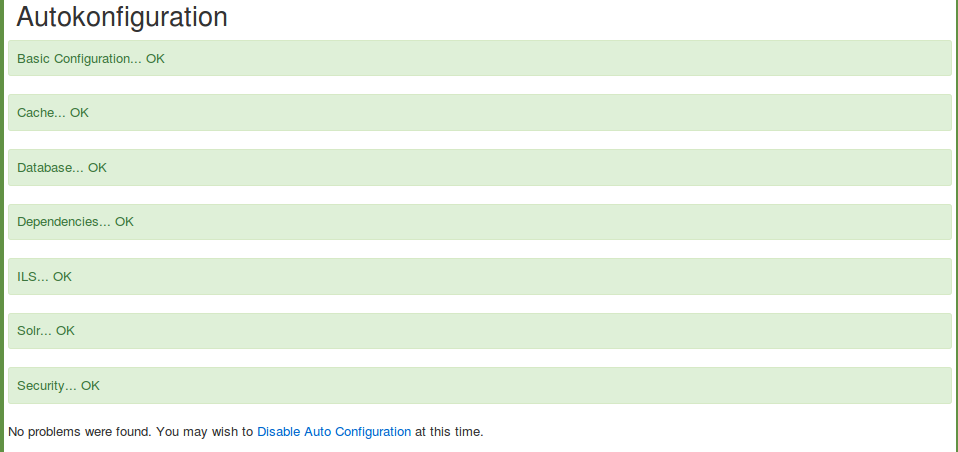 Autokonfiguration
Basic Configuration... OK
Cache... OK
Database... OK
Dependencies... OK
ILS... OK
Solr... OK
Security... OK
No problems were found. You may wish to Disable Auto Configuration at this time.